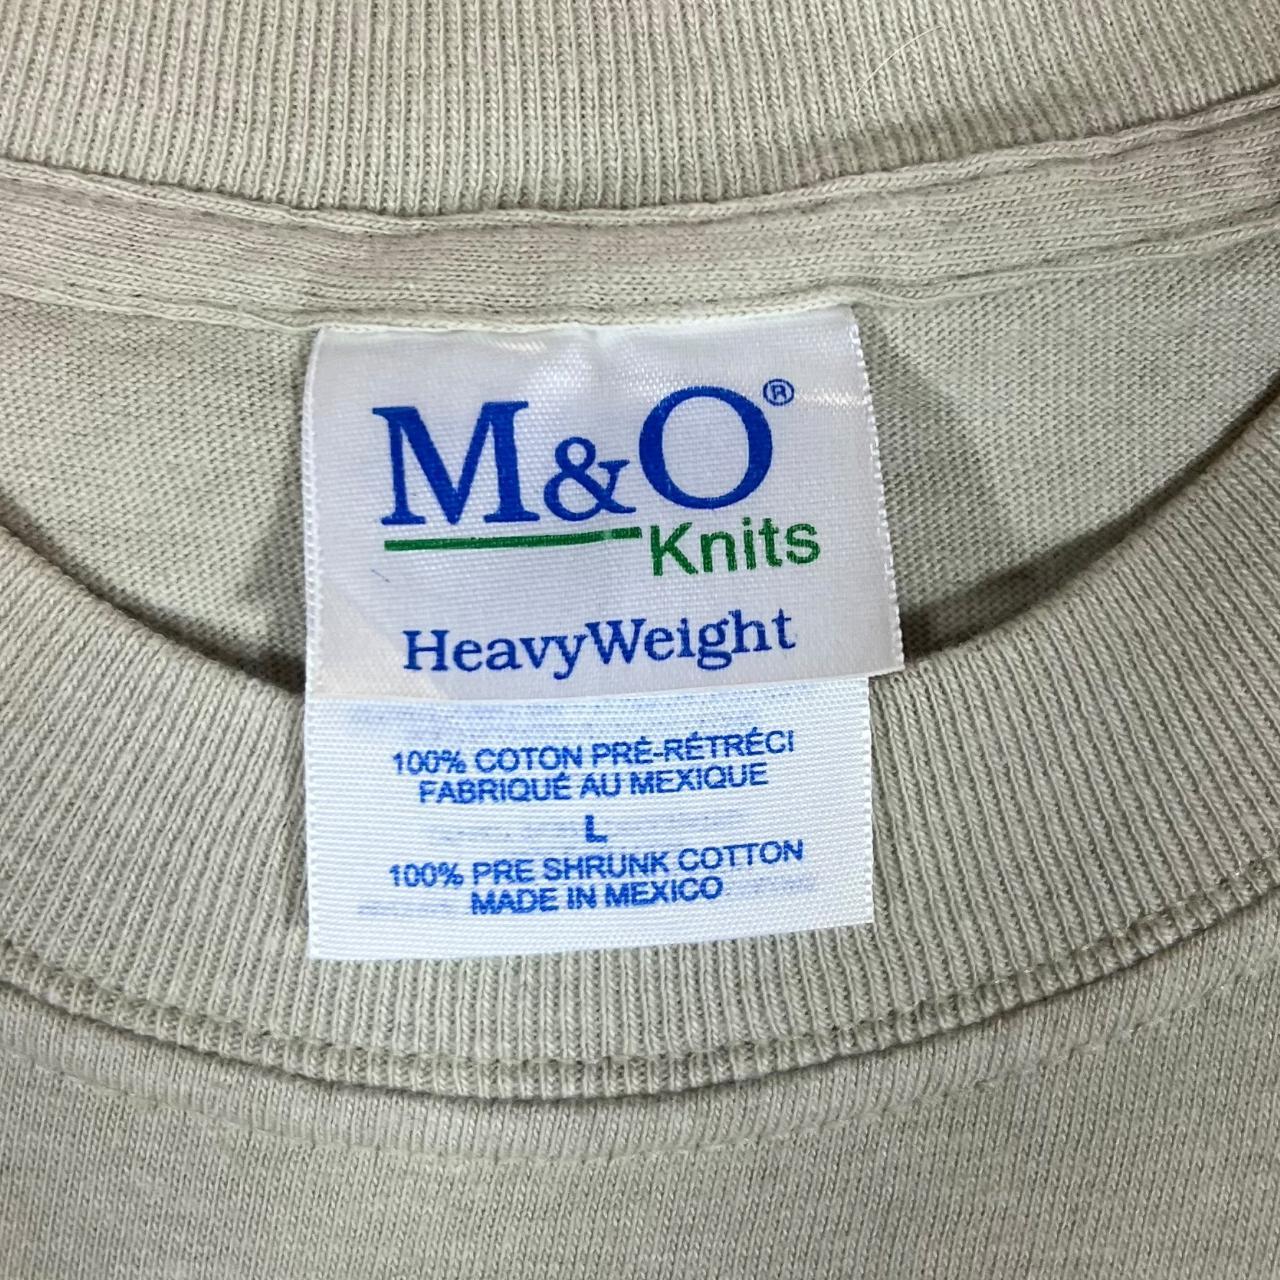 M&O®
Knits
HeavyWeight
100% COTON PRÉ-RÉTRÉCI
FABRIQUÉ AU MEXIQUE
L
100% PRE SHRUNK COTTON
MADE IN MEXICO